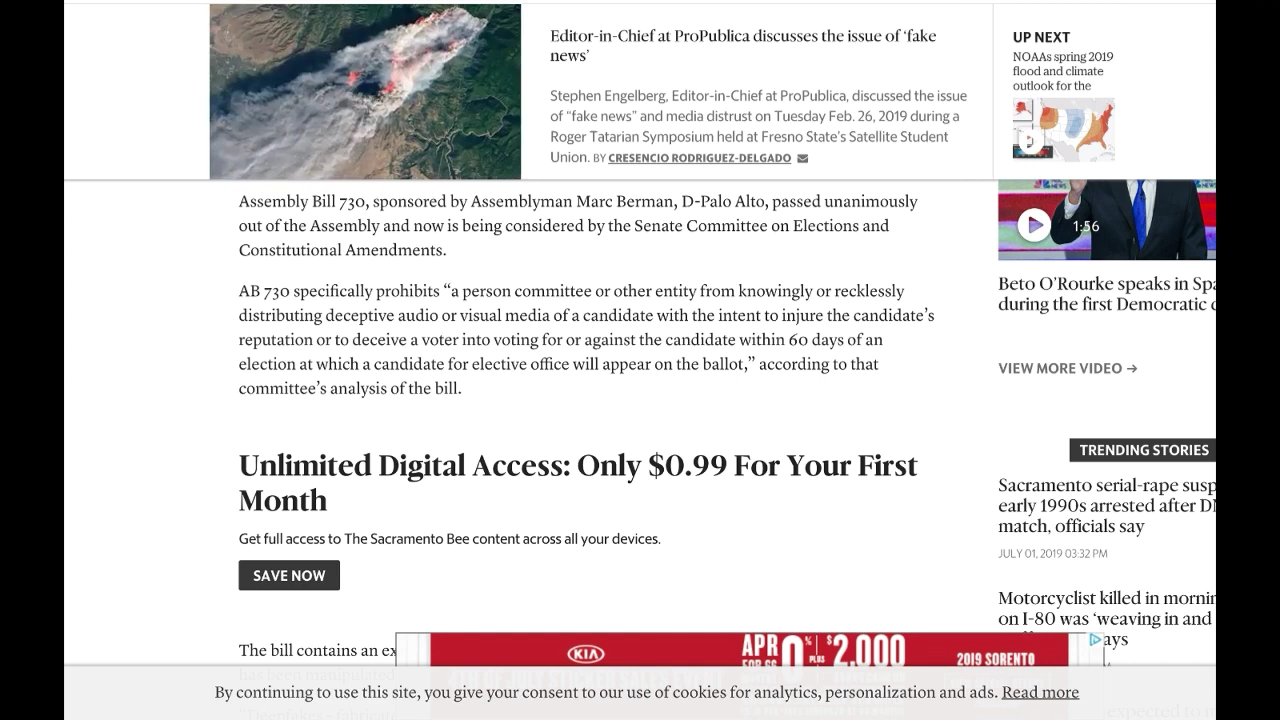 Editor-in-Chief at ProPublica discusses the issue of ‘fake
news’
Stephen Engelberg, Editor-in-Chief at ProPublica, discussed the issue
of “fake news” and media distrust on Tuesday Feb. 26, 2019 during a
Roger Tatarian Symposium held at Fresno State’s Satellite Student
Union. BY CRESENCIO RODRIGUEZ-DELGADO
UP NEXT
NOAAs spring 2019
flood and climate
outlook for the
Assembly Bill 730, sponsored by Assemblyman Marc Berman, D-Palo Alto, passed unanimously
out of the Assembly and now is being considered by the Senate Committee on Elections and
Constitutional Amendments.
AB 730 specifically prohibits “a person committee or other entity from knowingly or recklessly
distributing deceptive audio or visual media of a candidate with the intent to injure the candidate’s
reputation or to deceive a voter into voting for or against the candidate within 60 days of an
election at which a candidate for elective office will appear on the ballot,” according to that
committee’s analysis of the bill.
Unlimited Digital Access: Only $0.99 For Your First
Month
Get full access to The Sacramento Bee content across all your devices.
SAVE NOW
The bill contains an ex
has been manipulated
"Deepfakes – fabricate
1:56
Beto O’Rourke speaks in Spa
during the first Democratic d
VIEW MORE VIDEO →
TRENDING STORIES
Sacramento serial-rape susp
early 1990s arrested after DN
match, officials say
JULY 01, 2019 03:32 PM
Motorcyclist killed in mornin
on I-80 was ‘weaving in and
ays
expected to
KIA
APR 0% PLUS $2,000
FOR 66
2019 SORENTO
By continuing to use this site, you give your consent to our use of cookies for analytics, personalization and ads. Read more